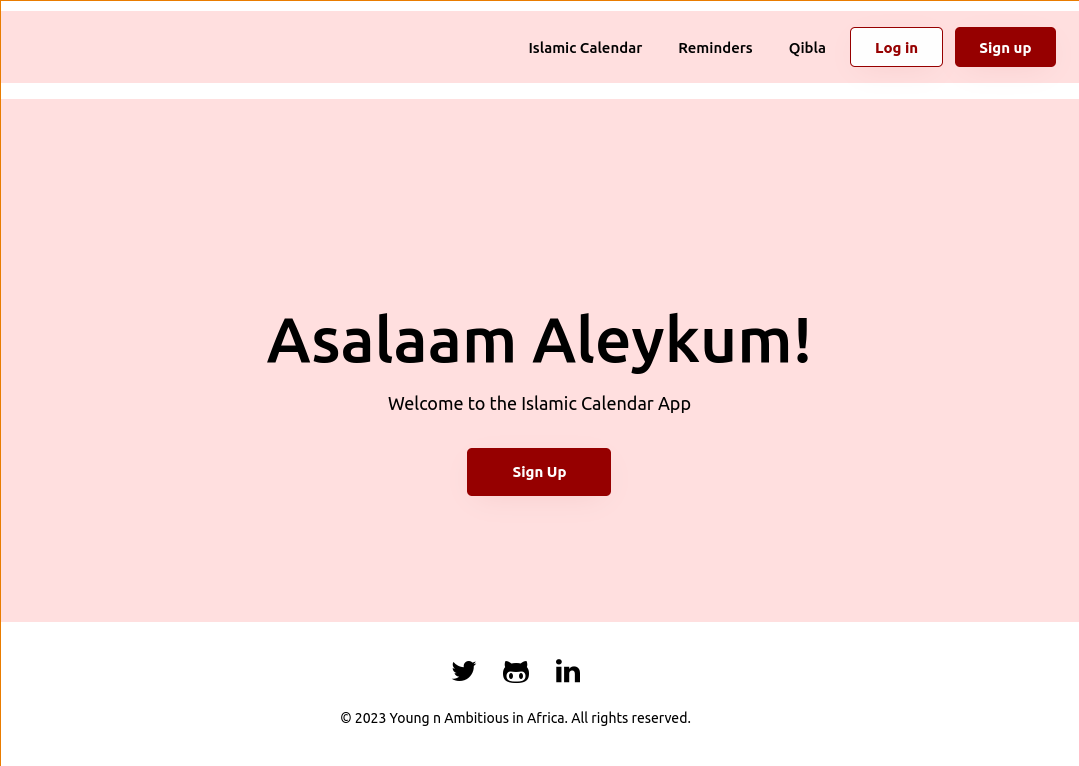 Islamic Calendar Reminders Qibla Log in Sign up
Asalaam Aleykum!
Welcome to the Islamic Calendar App
Sign Up
© 2023 Young n Ambitious in Africa. All rights reserved.